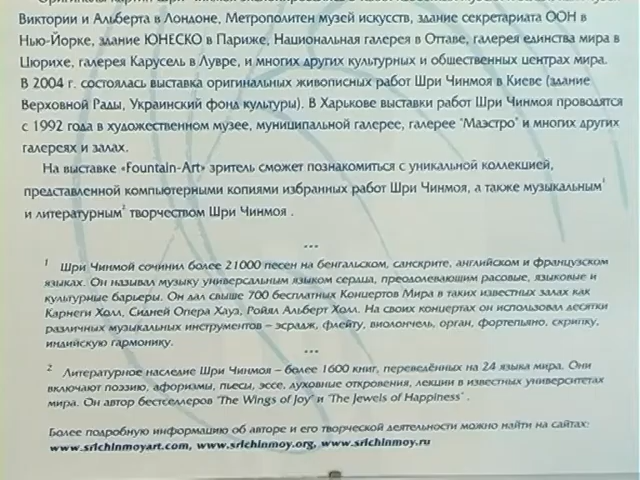 Виктории и Альберта в Лондоне, Метрополитен музей искусств, здание секретариата ООН в
Нью-Йорке, здание ЮНЕСКО в Париже, Национальная галерея в Оттаве, галерея единства мира в
Цюрихе, галерея Карусель в Лувре, и многих других культурных и общественных центрах мира.
В 2004 г. состоялась выставка оригинальных живописных работ Шри Чинмоя в Киеве (здание
Верховной Рады, Украинский фонд культуры). В Харькове выставки работ Шри Чинмоя проводятся
с 1992 года в художественном музее, муниципальной галерее, галерее "Маэстро" и многих других
галереях и залах.
На выставке «Fountain-Art» зритель сможет познакомиться с уникальной коллекцией,
представленной компьютерными копиями избранных работ Шри Чинмоя, а также музыкальным¹
и литературным² творчеством Шри Чинмоя .
...
¹ Шри Чинмой сочинил более 21000 песен на бенгальском, санскрите, английском и французском
языках. Он называл музыку универсальным языком сердца, преодолевающим расовые, языковые и
культурные барьеры. Он дал свыше 700 бесплатных Концертов Мира в таких известных залах как
Карнеги Холл, Сидней Опера Хауз, Ройял Альберт Холл. На своих концертах он использовал десятки
различных музыкальных инструментов – эсрадж, флейту, виолончель, орган, фортепьяно, скрипку,
индийскую гармонику.
...
² Литературное наследие Шри Чинмоя – более 1600 книг, переведённых на 24 языка мира. Они
включают поэзию, афоризмы, пьесы, эссе, духовные откровения, лекции в известных университетах
мира. Он автор бестселлеров "The Wings of Joy" и "The Jewels of Happiness" .
Более подробную информацию об авторе и его творческой деятельности можно найти на сайтах:
www.srichinmoyart.com, www.srichinmoy.org, www.srichinmoy.ru